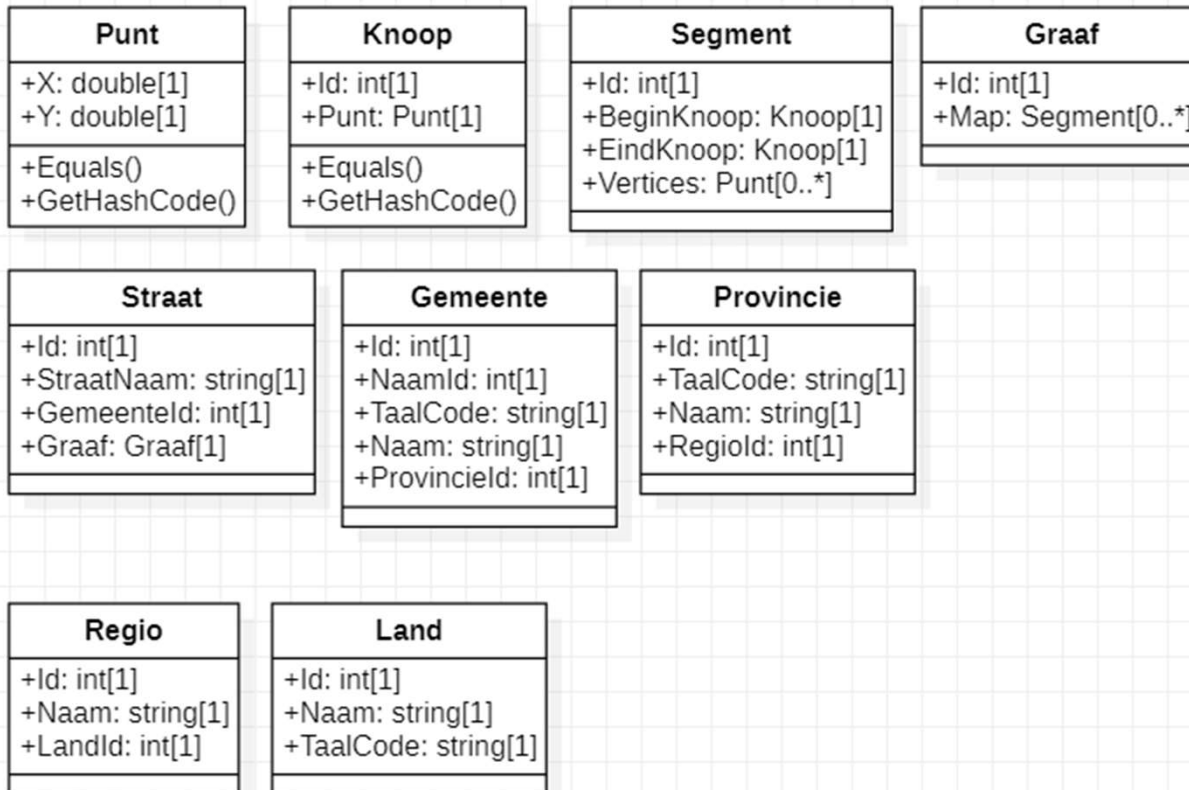 Punt
+X: double[1]
+Y: double[1]
+Equals()
+GetHashCode()
Knoop
+Id: int[1]
+Punt: Punt[1]
+Equals()
+GetHashCode()
Segment
+Id: int[1]
+BeginKnoop: Knoop[1]
+EindKnoop: Knoop[1]
+Vertices: Punt[0..*]
Graaf
+Id: int[1]
+Map: Segment[0..*]
Straat
+Id: int[1]
+StraatNaam: string[1]
+GemeenteId: int[1]
+Graaf: Graaf[1]
Gemeente
+Id: int[1]
+NaamId: int[1]
+TaalCode: string[1]
+Naam: string[1]
+ProvincieId: int[1]
Provincie
+Id: int[1]
+TaalCode: string[1]
+Naam: string[1]
+RegioId: int[1]
Regio
+Id: int[1]
+Naam: string[1]
+LandId: int[1]
Land
+Id: int[1]
+Naam: string[1]
+TaalCode: string[1]